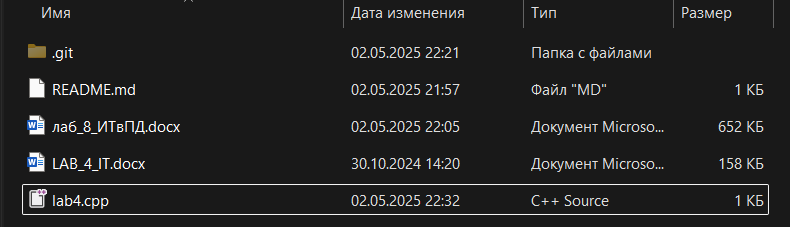 Имя Дата изменения Тип Размер
.git 02.05.2025 22:21 Папка с файлами
README.md 02.05.2025 21:57 Файл "MD" 1 КБ
лаб_8_ИТвПД.docx 02.05.2025 22:05 Документ Microso... 652 КБ
LAB_4_IT.docx 30.10.2024 14:20 Документ Microso... 158 КБ
lab4.cpp 02.05.2025 22:32 C++ Source 1 КБ